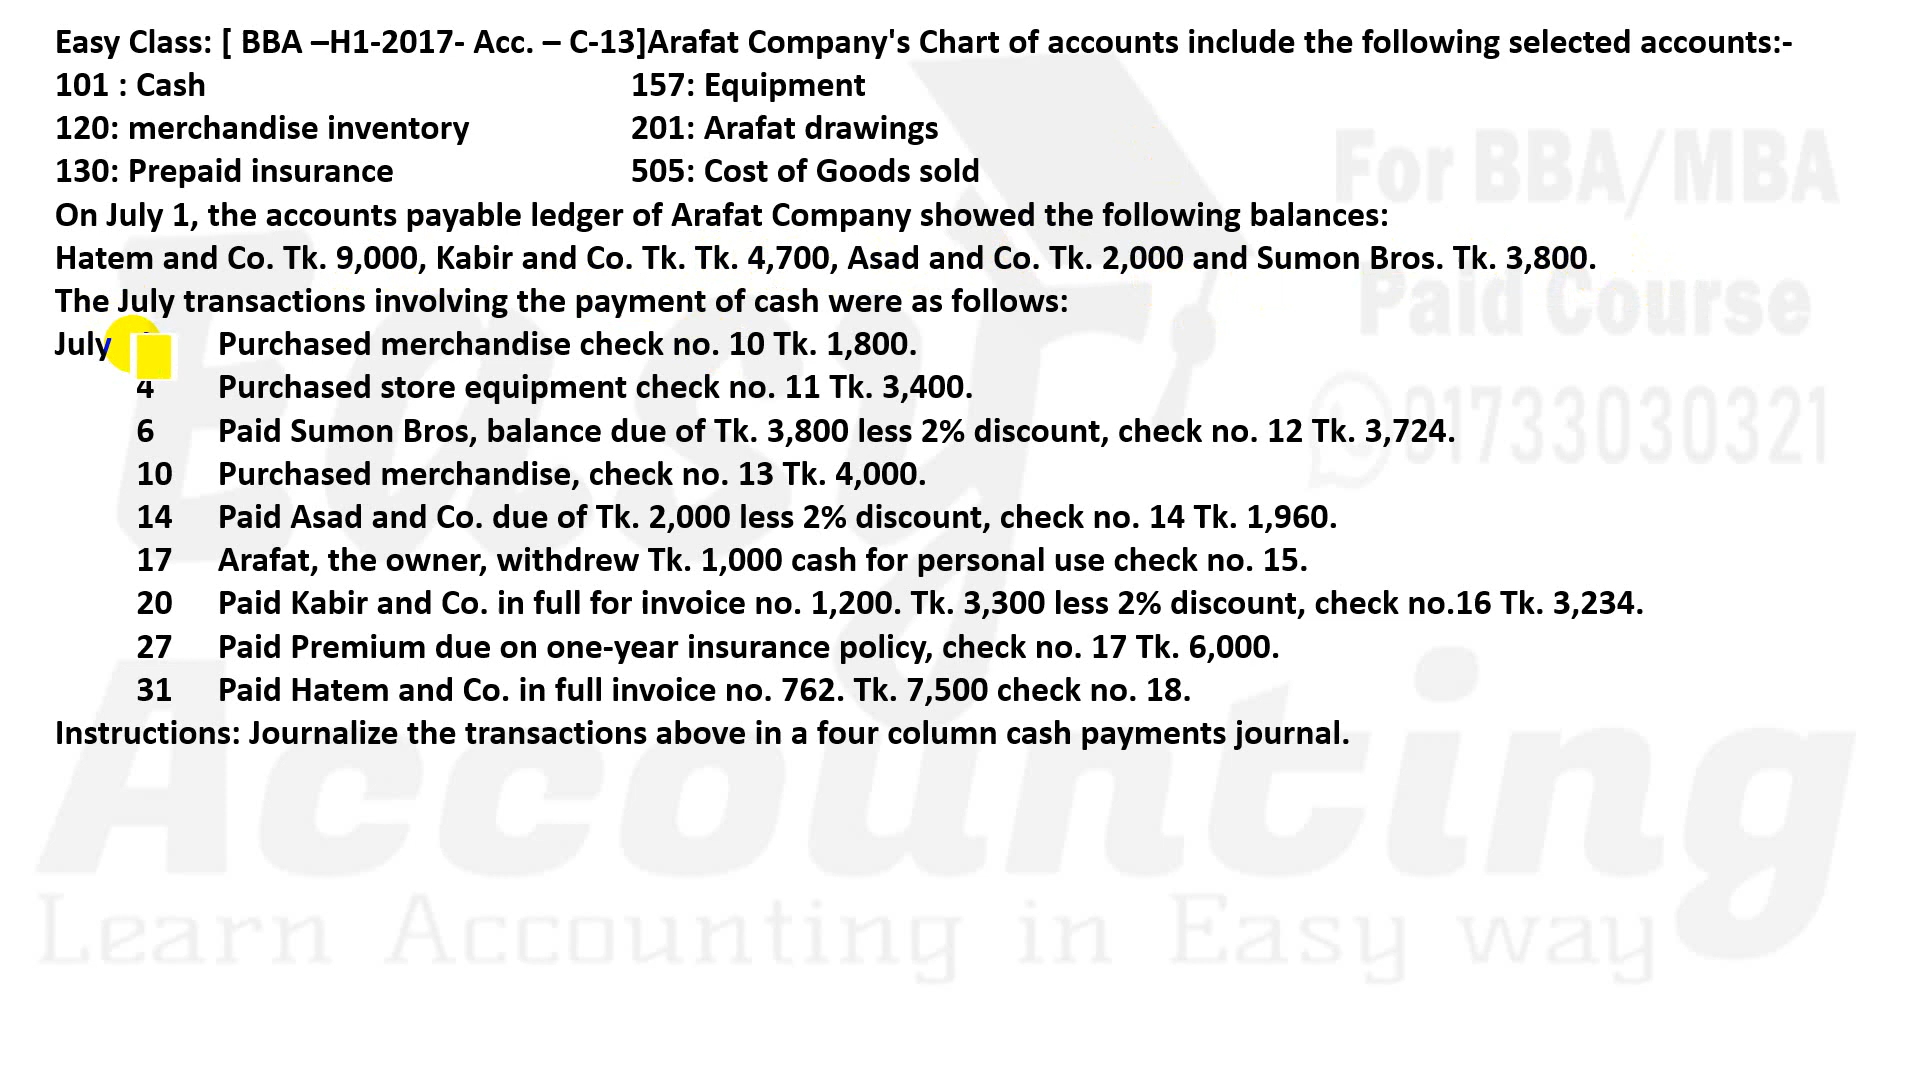 Easy Class: [ BBA –H1-2017- Acc. – C-13]Arafat Company's Chart of accounts include the following selected accounts:-
101 : Cash 157: Equipment
120: merchandise inventory 201: Arafat drawings
130: Prepaid insurance 505: Cost of Goods sold
On July 1, the accounts payable ledger of Arafat Company showed the following balances:
Hatem and Co. Tk. 9,000, Kabir and Co. Tk. Tk. 4,700, Asad and Co. Tk. 2,000 and Sumon Bros. Tk. 3,800.
The July transactions involving the payment of cash were as follows:
July Purchased merchandise check no. 10 Tk. 1,800.
4 Purchased store equipment check no. 11 Tk. 3,400.
6 Paid Sumon Bros, balance due of Tk. 3,800 less 2% discount, check no. 12 Tk. 3,724.
10 Purchased merchandise, check no. 13 Tk. 4,000.
14 Paid Asad and Co. due of Tk. 2,000 less 2% discount, check no. 14 Tk. 1,960.
17 Arafat, the owner, withdrew Tk. 1,000 cash for personal use check no. 15.
20 Paid Kabir and Co. in full for invoice no. 1,200. Tk. 3,300 less 2% discount, check no.16 Tk. 3,234.
27 Paid Premium due on one-year insurance policy, check no. 17 Tk. 6,000.
31 Paid Hatem and Co. in full invoice no. 762. Tk. 7,500 check no. 18.
Instructions: Journalize the transactions above in a four column cash payments journal.
For BBA/MBA
Paid Course
01733030321
Easy
Accounting
Learn Accounting in Easy way